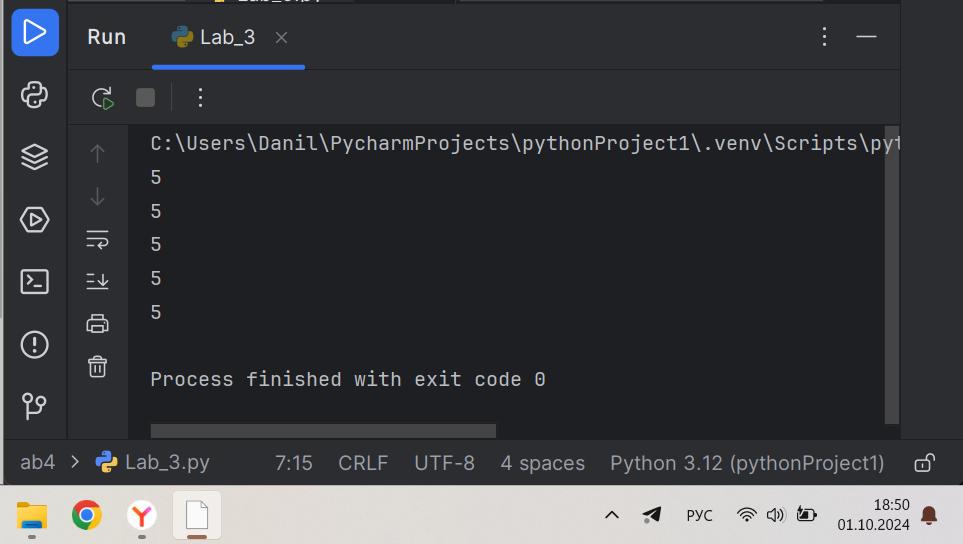 Run Lab_3
C:\Users\Danil\PycharmProjects\pythonProject1\.venv\Scripts\pyt
5
5
5
5
5
Process finished with exit code 0
ab4 > Lab_3.py 7:15 CRLF UTF-8 4 spaces Python 3.12 (pythonProject1)
РУС 18:50
01.10.2024